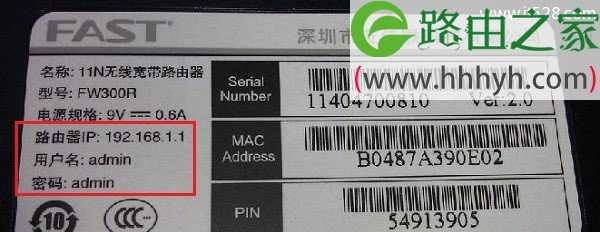 FAST
深圳市
路由之家
www.hhhyh.com
名称: 11N无线宽带路由器
型号: FW300R
电源规格: 9V ⎓ 0.6A
路由器IP: 192.168.1.1
用户名: admin
密码: admin
10
CCC
Serial
Number
11404700810 Ver:2.0
MAC
Address
B0487A390E02
PIN
54913905